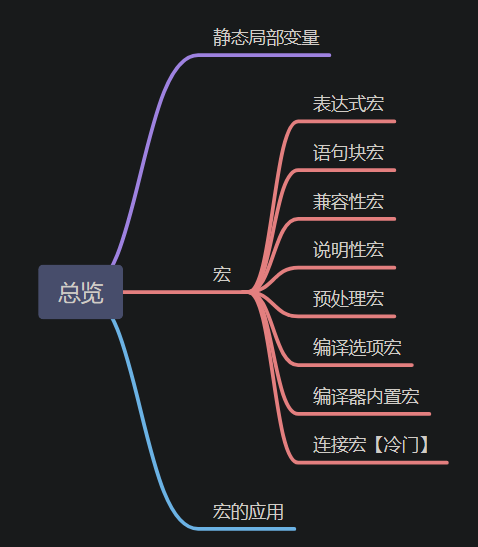 静态局部变量
表达式宏
语句块宏
兼容性宏
说明性宏
宏
总览
预处理宏
编译选项宏
编译器内置宏
连接宏【冷门】
宏的应用